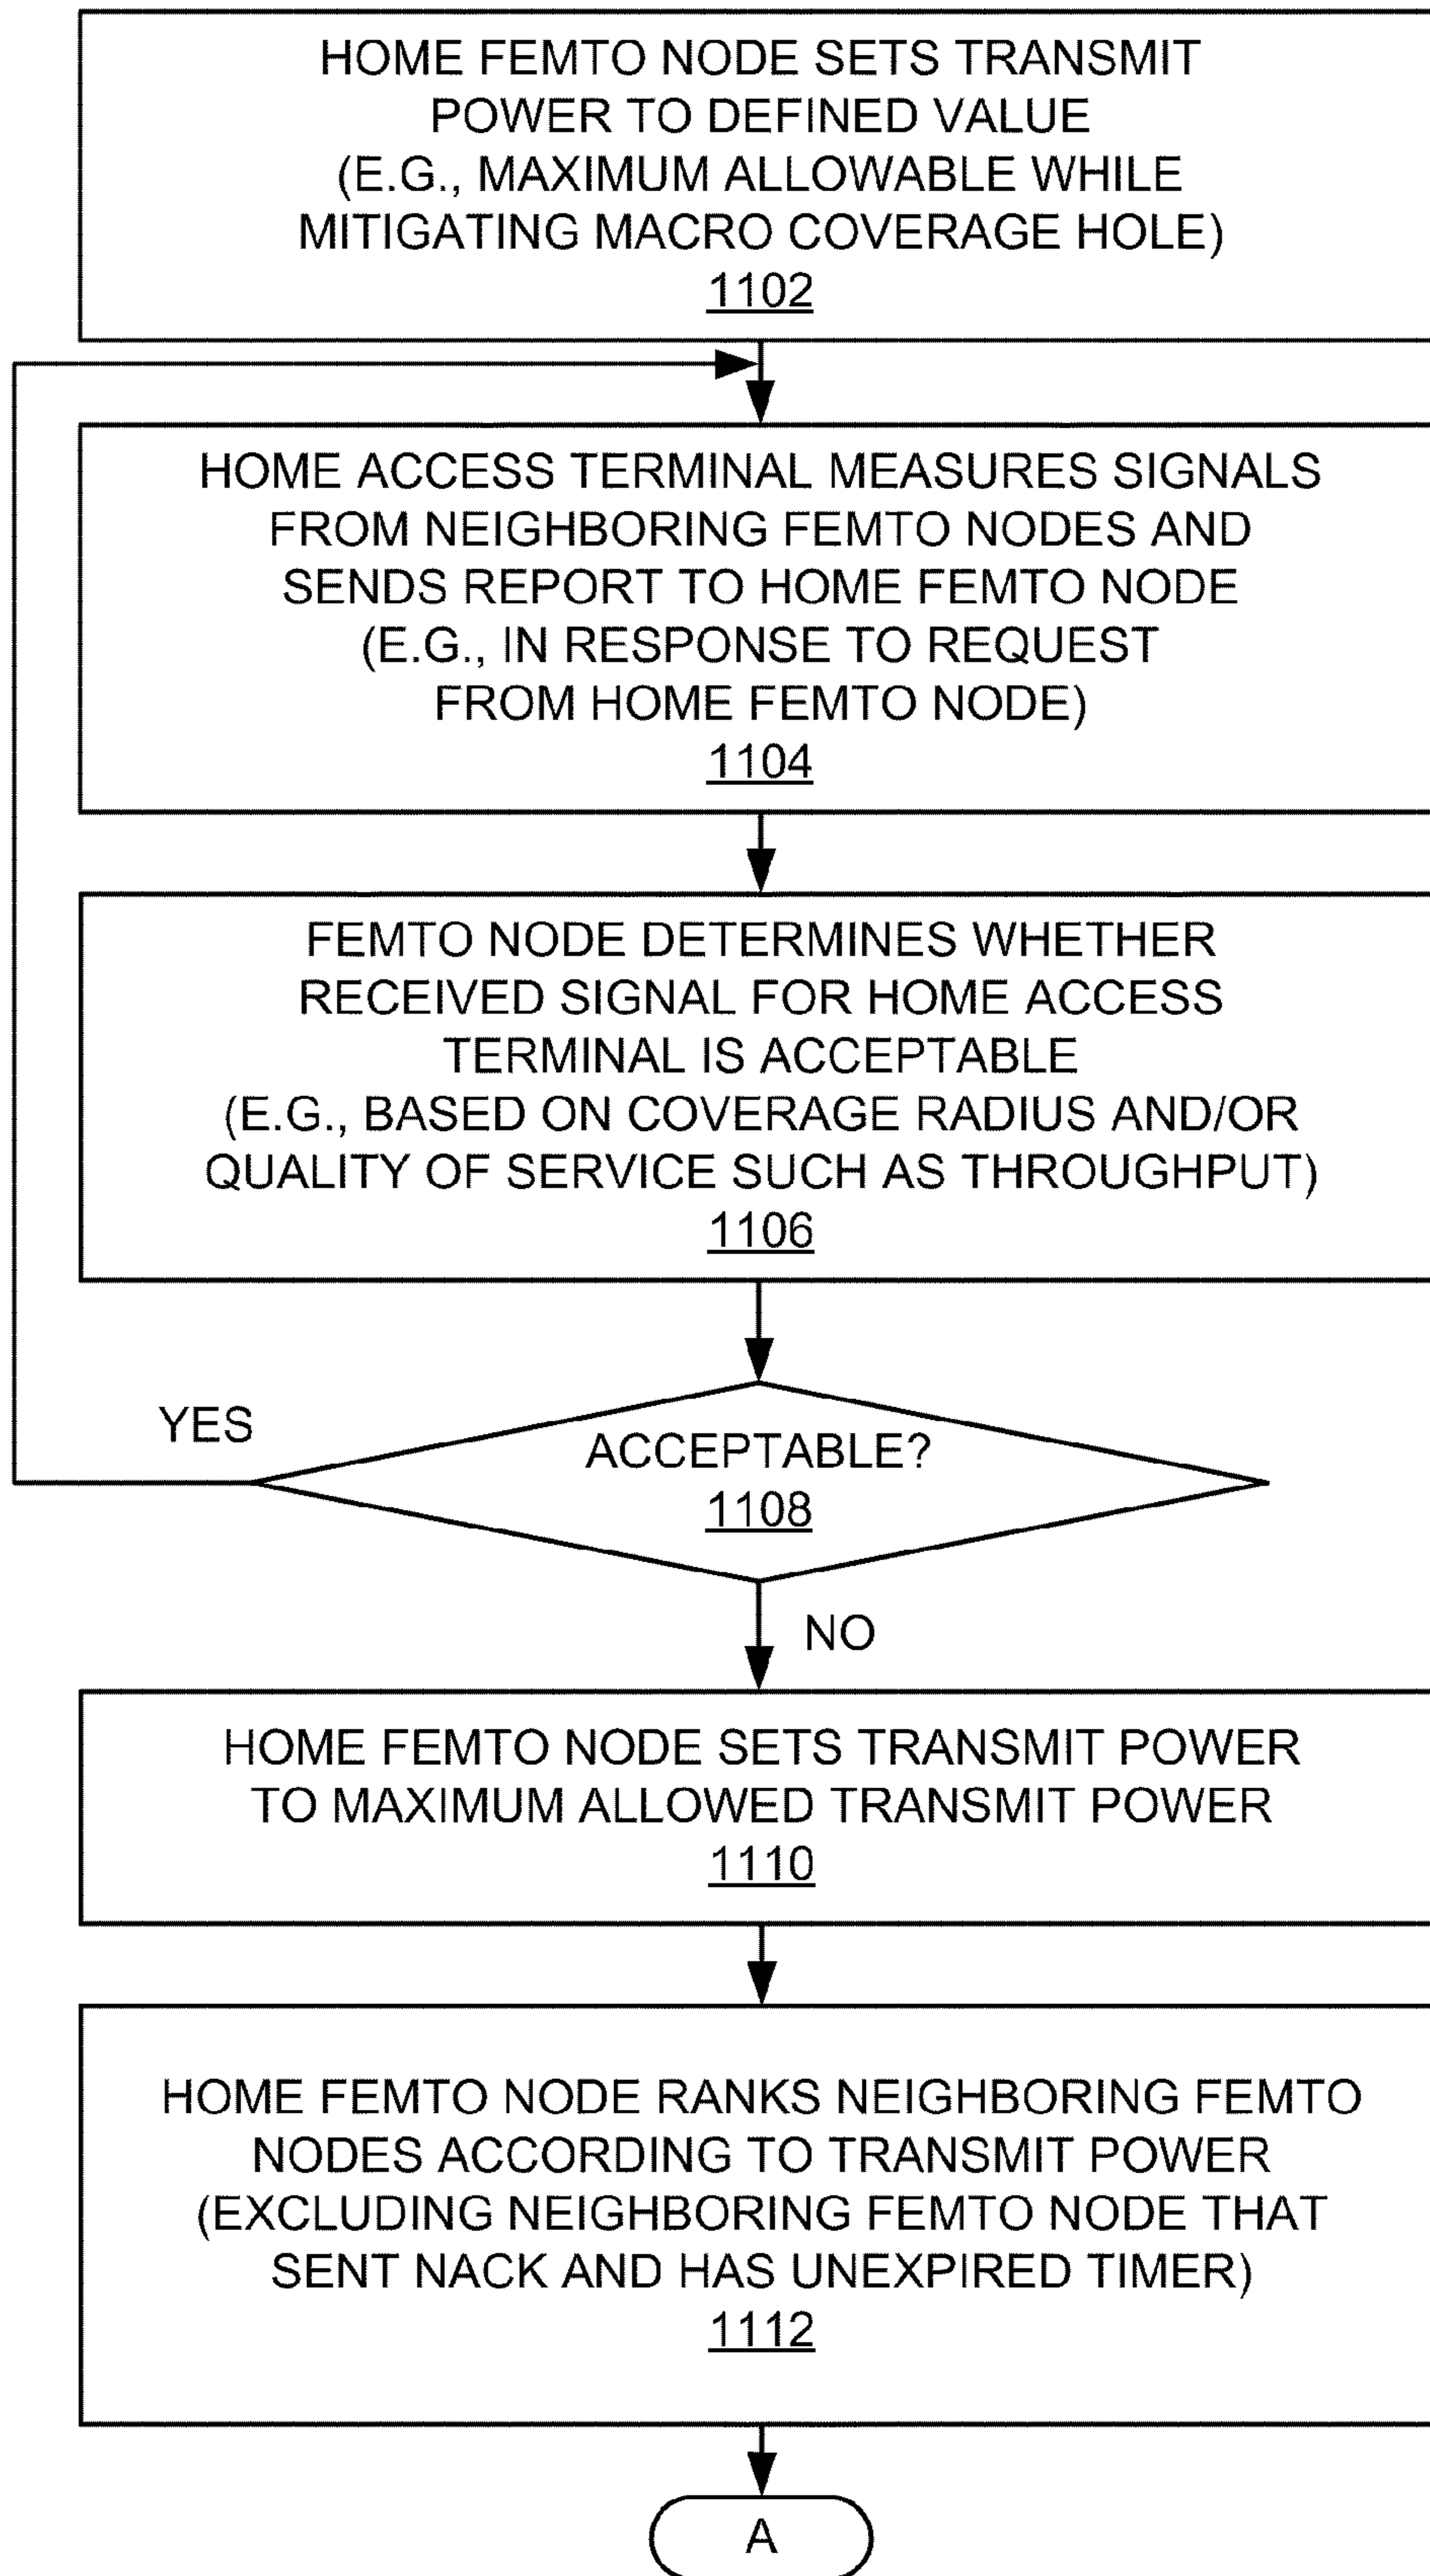 HOME FEMTO NODE SETS TRANSMIT
POWER TO DEFINED VALUE
(E.G., MAXIMUM ALLOWABLE WHILE
MITIGATING MACRO COVERAGE HOLE)
1102
HOME ACCESS TERMINAL MEASURES SIGNALS
FROM NEIGHBORING FEMTO NODES AND
SENDS REPORT TO HOME FEMTO NODE
(E.G., IN RESPONSE TO REQUEST
FROM HOME FEMTO NODE)
1104
FEMTO NODE DETERMINES WHETHER
RECEIVED SIGNAL FOR HOME ACCESS
TERMINAL IS ACCEPTABLE
(E.G., BASED ON COVERAGE RADIUS AND/OR
QUALITY OF SERVICE SUCH AS THROUGHPUT)
1106
YES
ACCEPTABLE?
1108
NO
HOME FEMTO NODE SETS TRANSMIT POWER
TO MAXIMUM ALLOWED TRANSMIT POWER
1110
HOME FEMTO NODE RANKS NEIGHBORING FEMTO
NODES ACCORDING TO TRANSMIT POWER
(EXCLUDING NEIGHBORING FEMTO NODE THAT
SENT NACK AND HAS UNEXPIRED TIMER)
1112
A